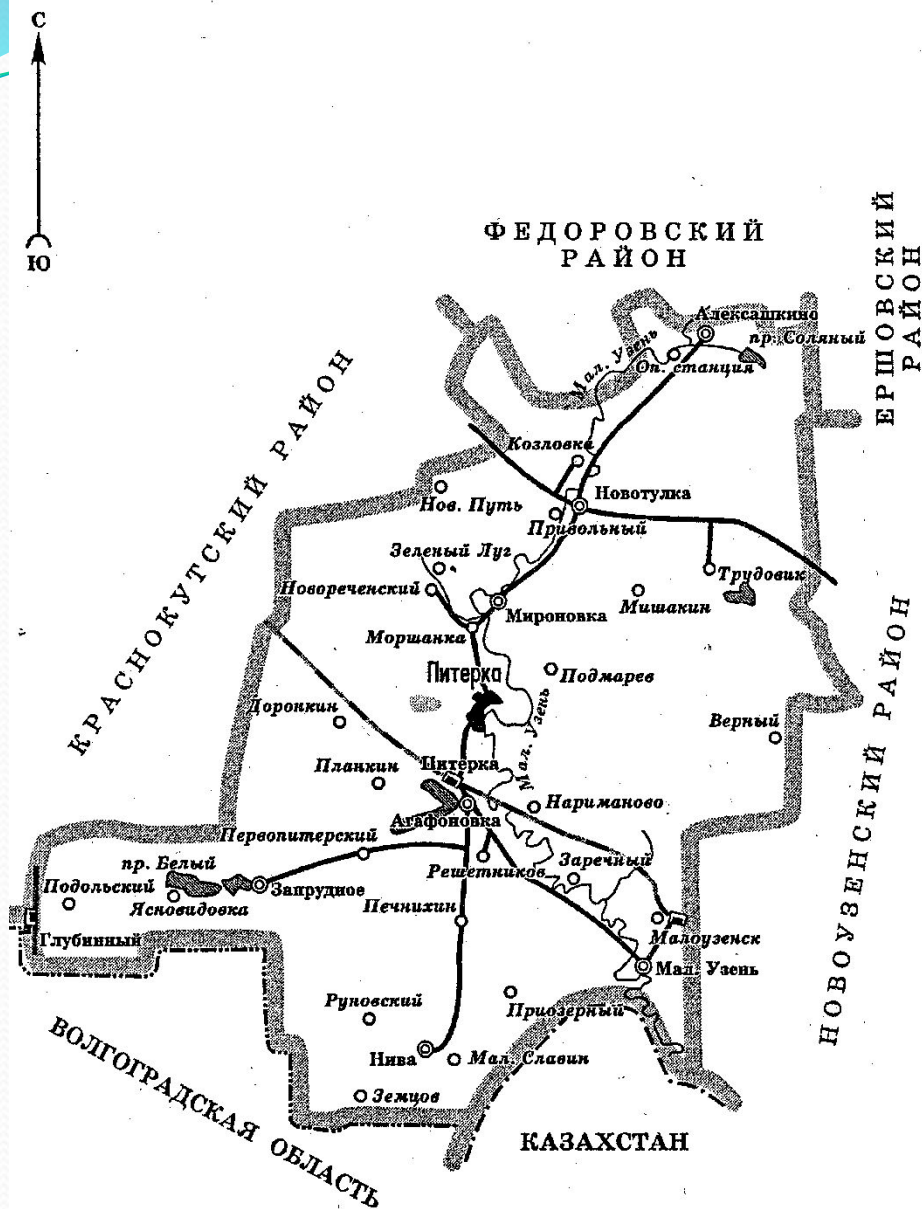 С
Ю
ФЕДОРОВСКИЙ
РАЙОН
ЕРШОВСКИЙ
РАЙОН
КРАСНОКУТСКИЙ РАЙОН
Алексашкино
пр. Соляный
Мал. Узень
Оп. станция
Козловка
Новотулка
Нов. Путь
Привольный
Зеленый Луг
Трудовик
Новореченский
Мишакин
Мироновка
Моршанка
Питерка
Подмарев
Доронкин
Мал. Узень
Верный
Питерка
Планкин
Нариманово
Агафоновка
Первопитерский
Решетников
Заречный
пр. Белый
Запрудное
Подольский
Ясновидовка
Печнихин
Глубинный
Малоузенск
Мал. Узень
НОВОУЗЕНСКИЙ РАЙОН
Руновский
Приозерный
Нива
Мал. Славин
Земцов
ВОЛГОГРАДСКАЯ ОБЛАСТЬ
КАЗАХСТАН